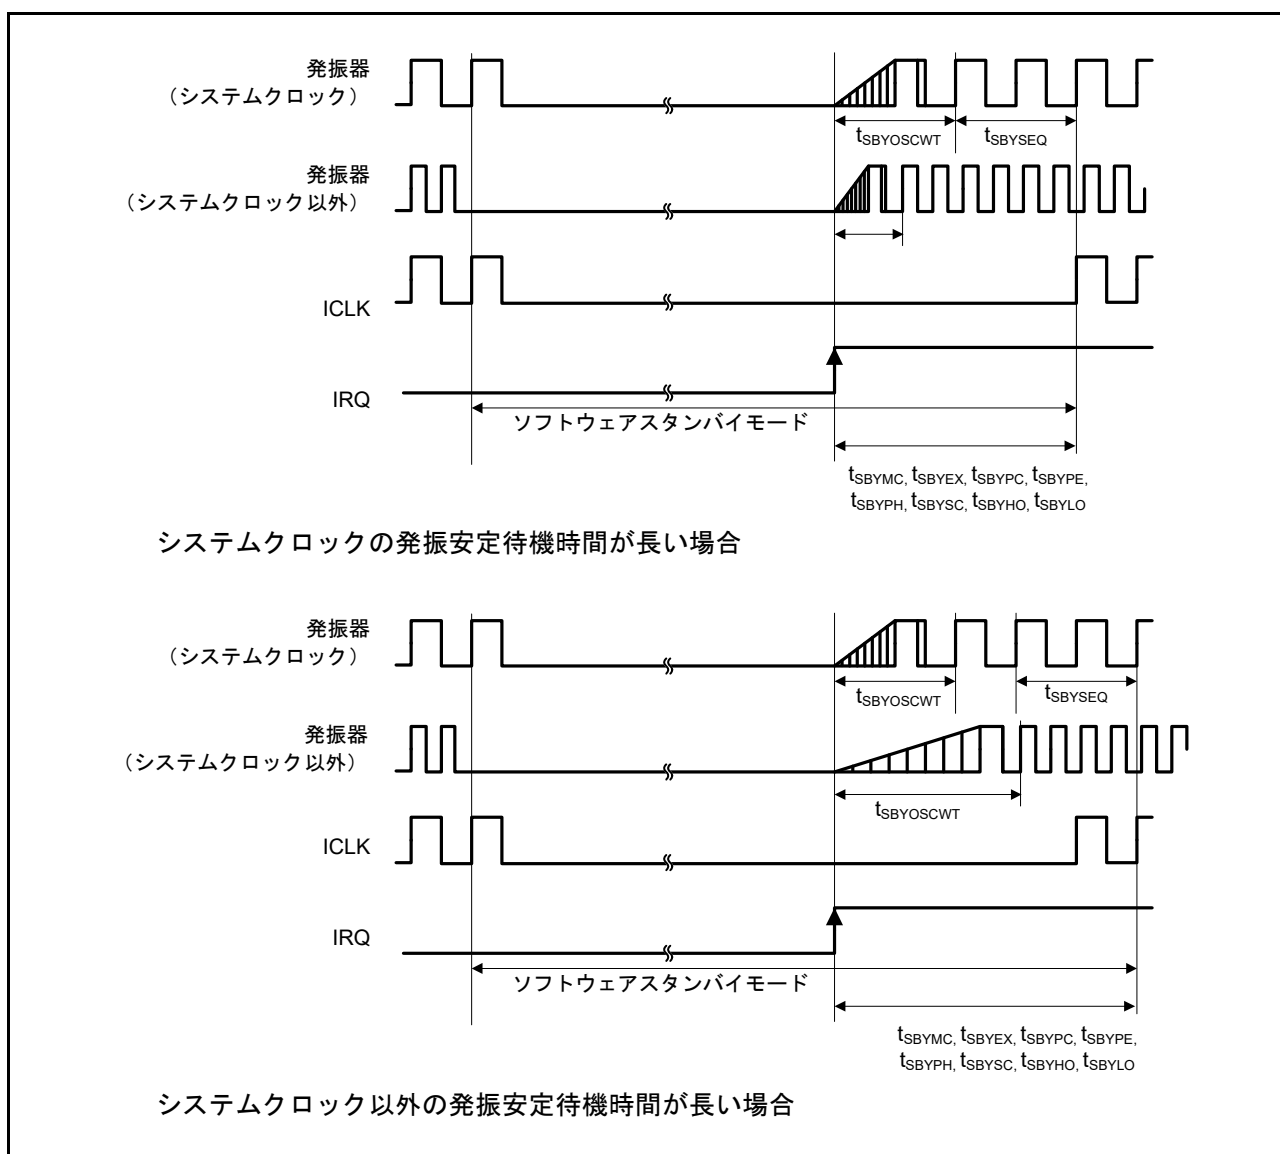 発振器
(システムクロック)
tSBYOSCWT
tSBYSEQ
発振器
(システムクロック以外)
ICLK
IRQ
ソフトウェアスタンバイモード
tSBYMC, tSBYEX, tSBYPC, tSBYPE,
tSBYPH, tSBYSC, tSBYHO, tSBYLO
システムクロックの発振安定待機時間が長い場合
発振器
(システムクロック)
tSBYOSCWT
tSBYSEQ
発振器
(システムクロック以外)
tSBYOSCWT
ICLK
IRQ
ソフトウェアスタンバイモード
tSBYMC, tSBYEX, tSBYPC, tSBYPE,
tSBYPH, tSBYSC, tSBYHO, tSBYLO
システムクロック以外の発振安定待機時間が長い場合